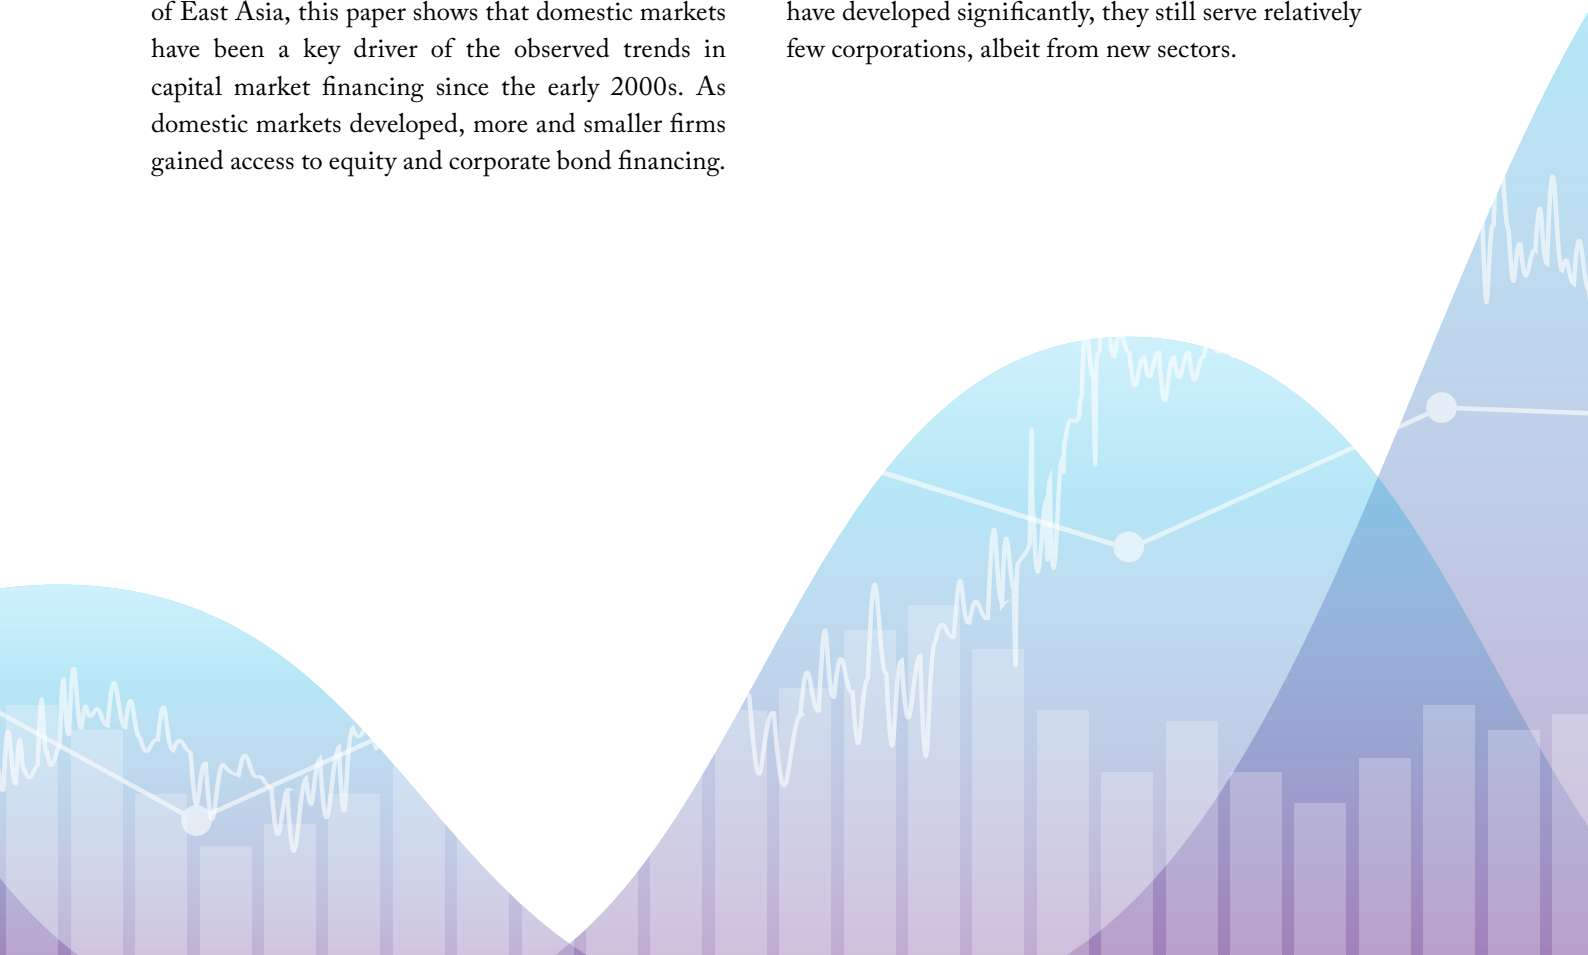 of East Asia, this paper shows that domestic markets
have been a key driver of the observed trends in
capital market financing since the early 2000s. As
domestic markets developed, more and smaller firms
gained access to equity and corporate bond financing.
have developed significantly, they still serve relatively
few corporations, albeit from new sectors.